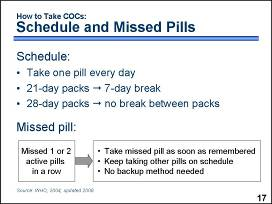 How to Take COCs:
Schedule and Missed Pills
Schedule:
• Take one pill every day
• 21-day packs → 7-day break
• 28-day packs → no break between packs
Missed pill:
Missed 1 or 2
active pills
in a row
• Take missed pill as soon as remembered
• Keep taking other pills on schedule
• No backup method needed
Source: WHO, 2004; updated 2008.
17